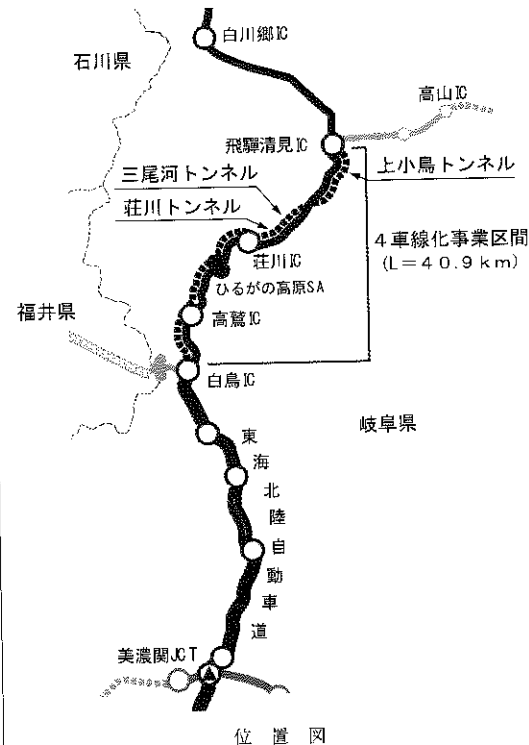 白川郷IC
石川県
高山IC
飛驒清見IC
三尾河トンネル
上小鳥トンネル
荘川トンネル
4車線化事業区間
(L=40.9km)
荘川IC
ひるがの高原SA
福井県
高鷲IC
白鳥IC
岐阜県
東海北陸自動車道
美濃関JCT
位置図